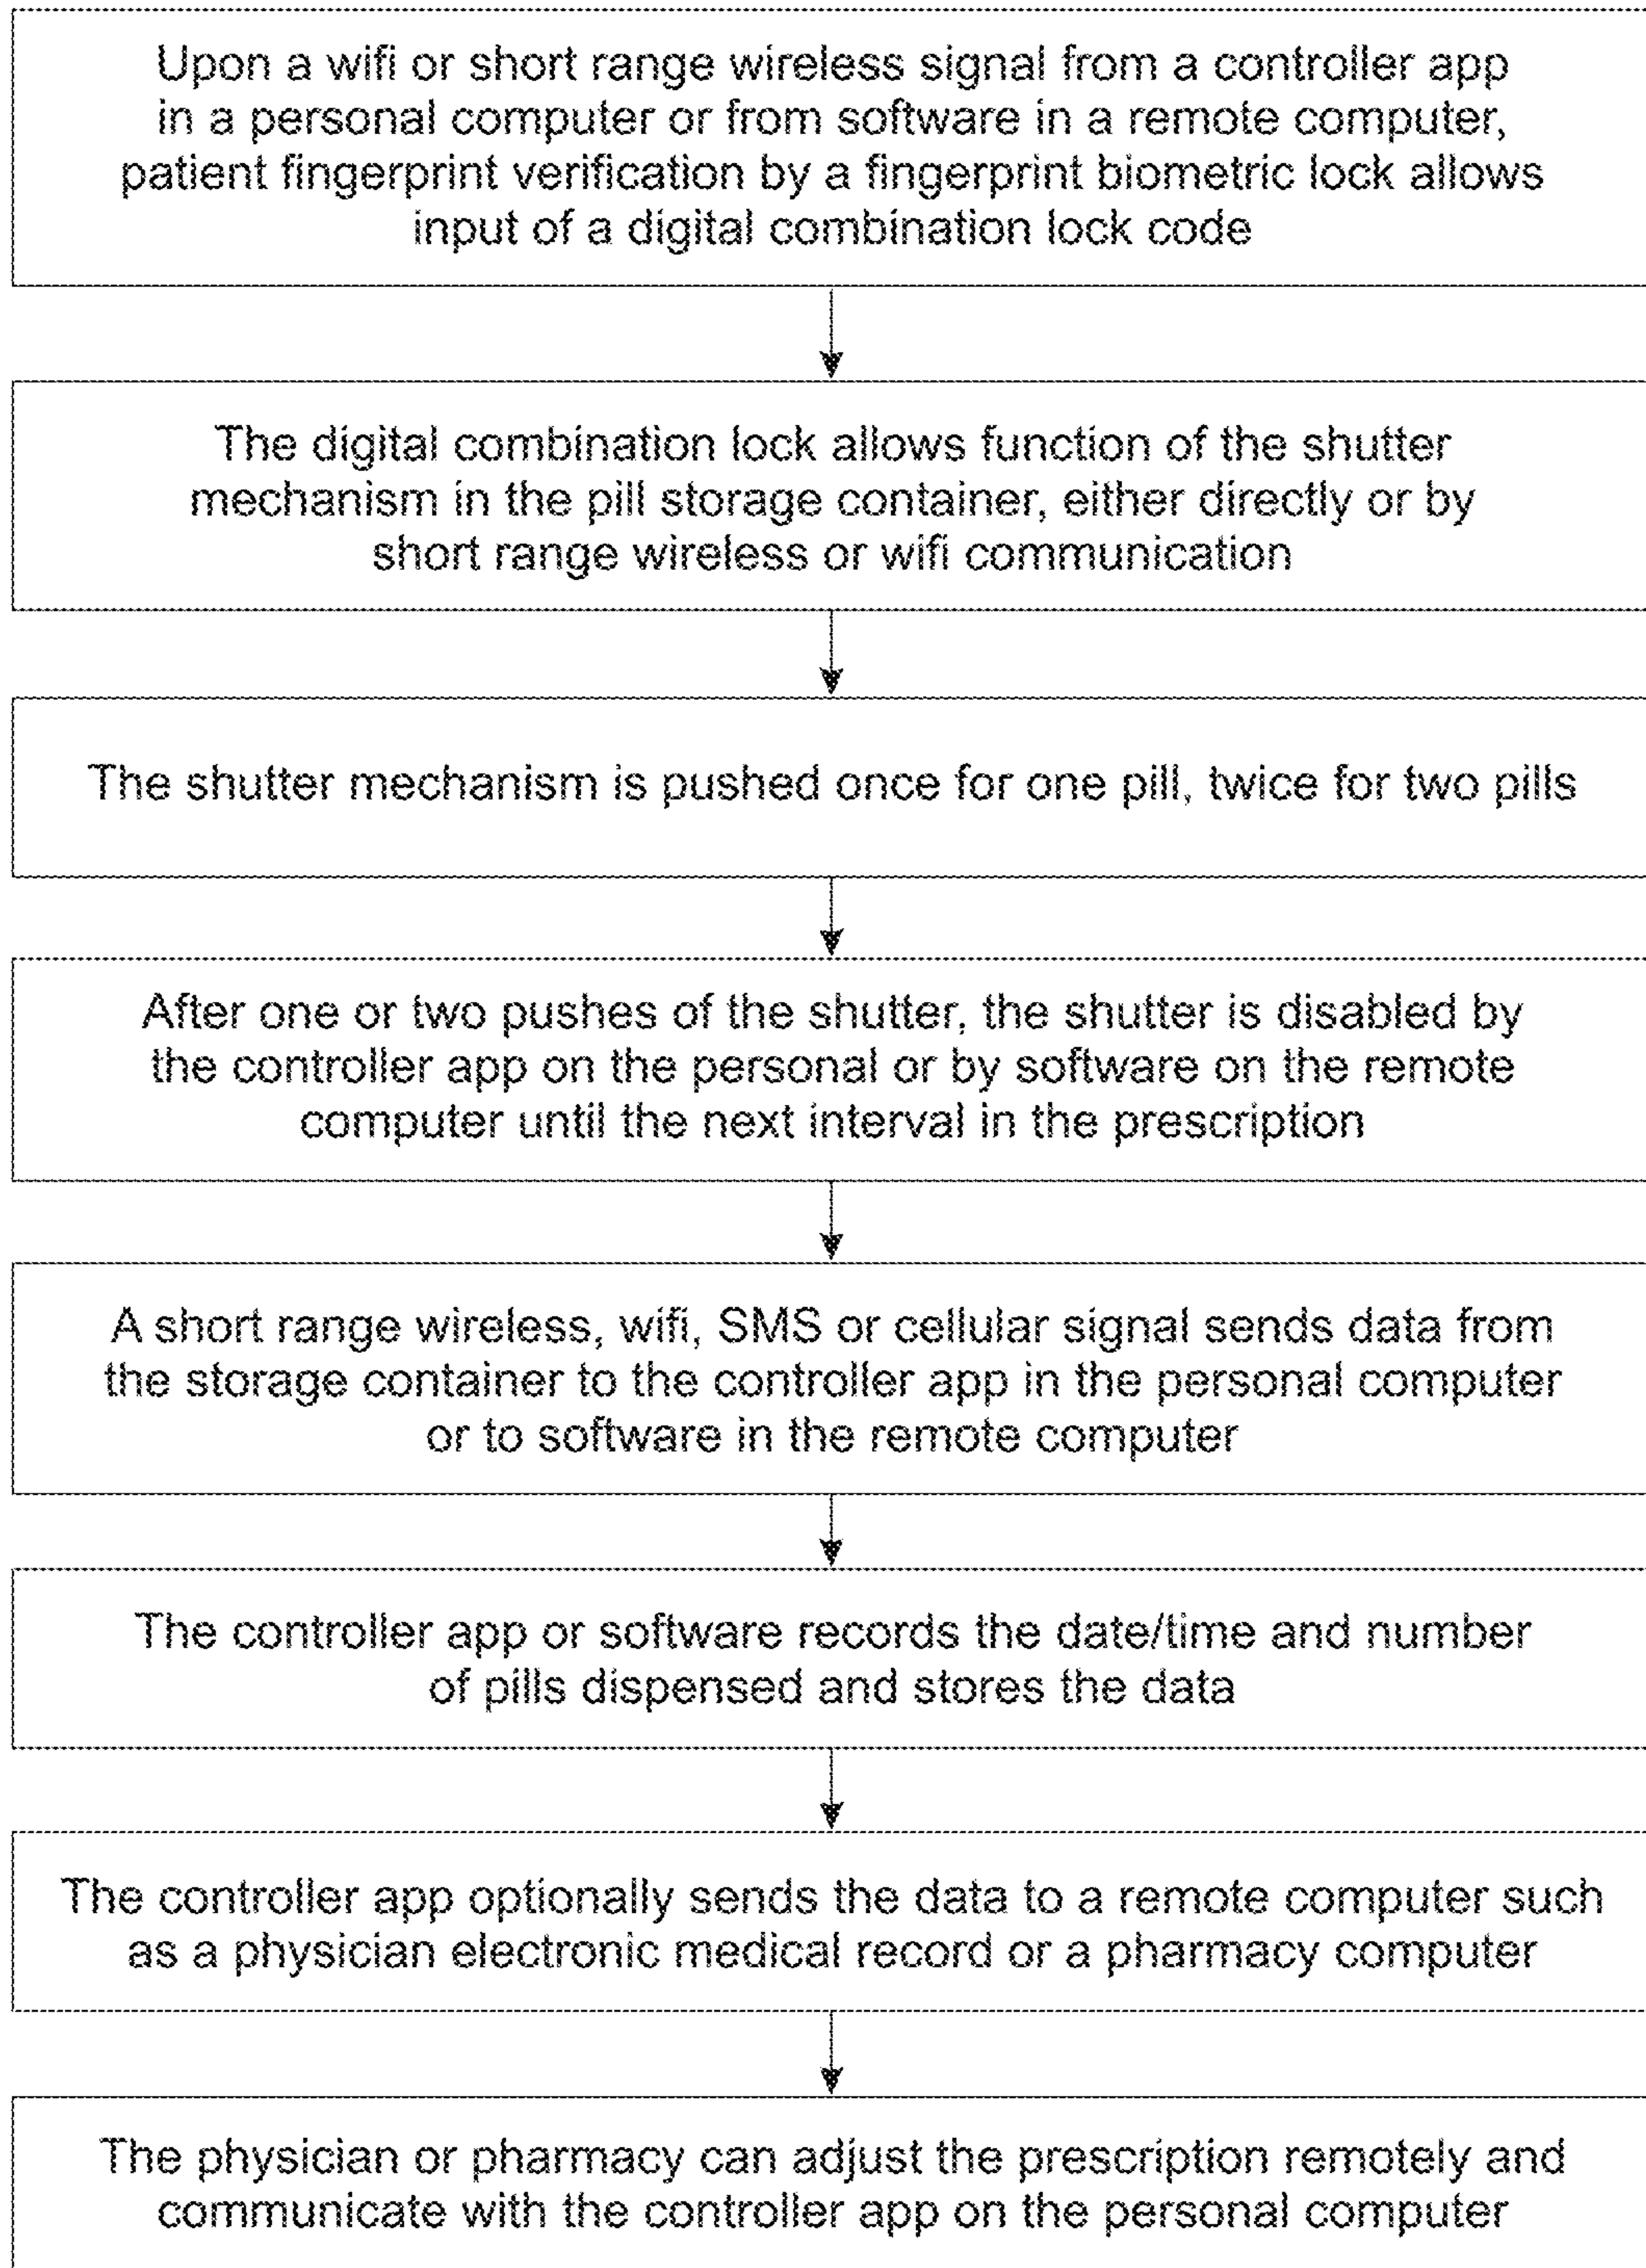 Upon a wifi or short range wireless signal from a controller app
in a personal computer or from software in a remote computer,
patient fingerprint verification by a fingerprint biometric lock allows
input of a digital combination lock code
The digital combination lock allows function of the shutter
mechanism in the pill storage container, either directly or by
short range wireless or wifi communication
The shutter mechanism is pushed once for one pill, twice for two pills
After one or two pushes of the shutter, the shutter is disabled by
the controller app on the personal or by software on the remote
computer until the next interval in the prescription
A short range wireless, wifi, SMS or cellular signal sends data from
the storage container to the controller app in the personal computer
or to software in the remote computer
The controller app or software records the date/time and number
of pills dispensed and stores the data
The controller app optionally sends the data to a remote computer such
as a physician electronic medical record or a pharmacy computer
The physician or pharmacy can adjust the prescription remotely and
communicate with the controller app on the personal computer